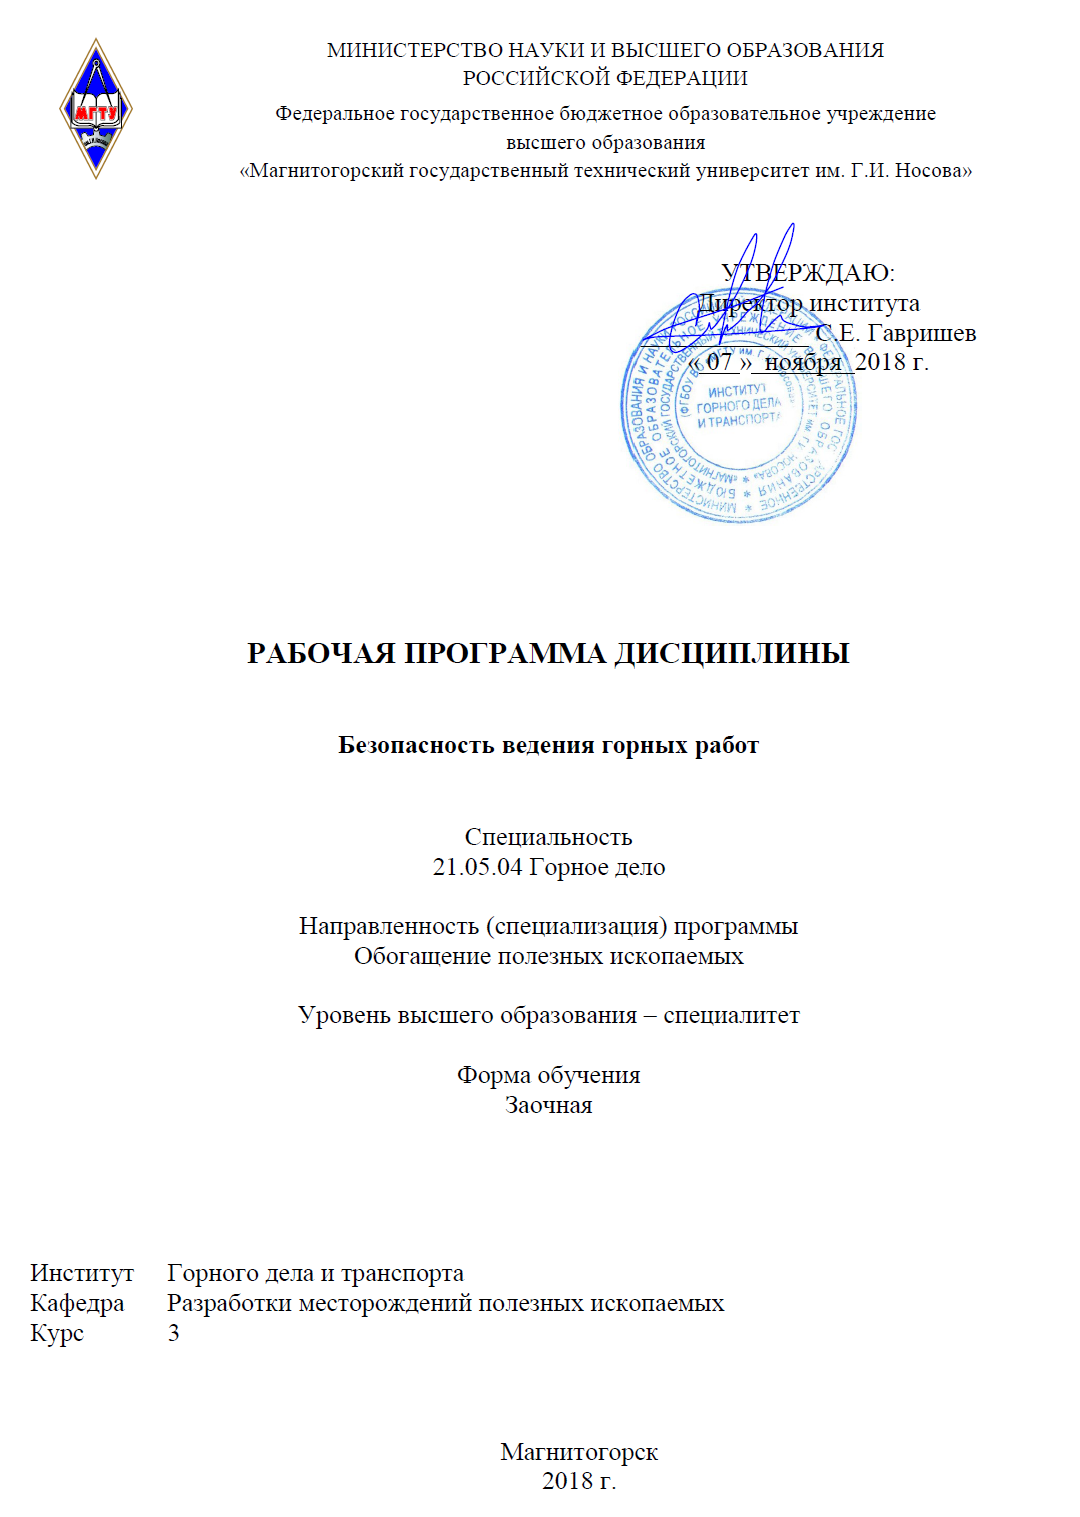 МИНИСТЕРСТВО НАУКИ И ВЫСШЕГО ОБРАЗОВАНИЯ
РОССИЙСКОЙ ФЕДЕРАЦИИ
Федеральное государственное бюджетное образовательное учреждение
высшего образования
«Магнитогорский государственный технический университет им. Г.И. Носова»
МГТУ
УТВЕРЖДАЮ:
Директор института
С.Е. Гавришев
« 07 » ноября 2018 г.
ИНСТИТУТ
ГОРНОГО ДЕЛА
И ТРАНСПОРТА
РАБОЧАЯ ПРОГРАММА ДИСЦИПЛИНЫ
Безопасность ведения горных работ
Специальность
21.05.04 Горное дело
Направленность (специализация) программы
Обогащение полезных ископаемых
Уровень высшего образования – специалитет
Форма обучения
Заочная
Институт Горного дела и транспорта
Кафедра Разработки месторождений полезных ископаемых
Курс 3
Магнитогорск
2018 г.